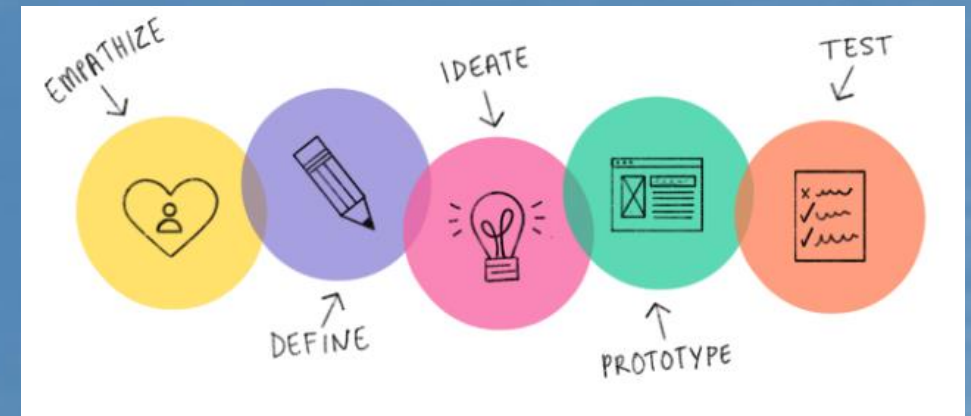 EMPATHIZE
DEFINE
IDEATE
PROTOTYPE
TEST